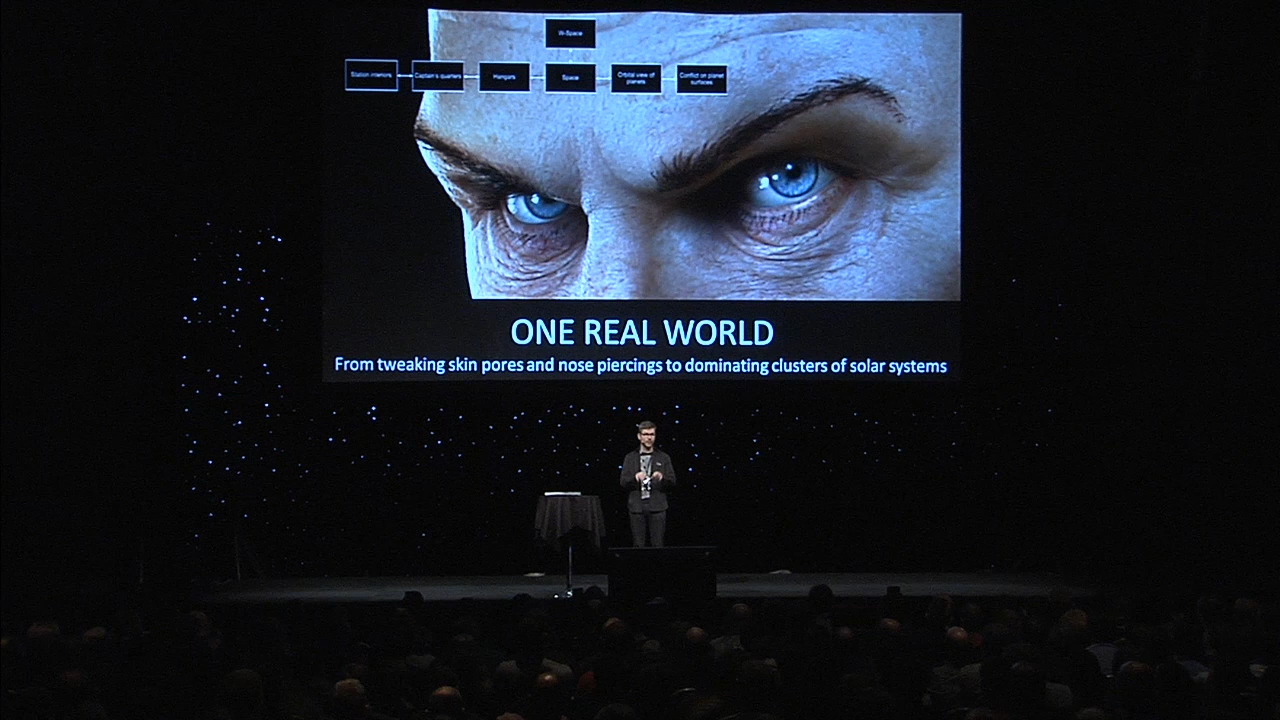 W-Space
Station interiors
Captain's quarters
Hangars
Space
Orbital view of
planets
Conflict on planet
surfaces
ONE REAL WORLD
From tweaking skin pores and nose piercings to dominating clusters of solar systems